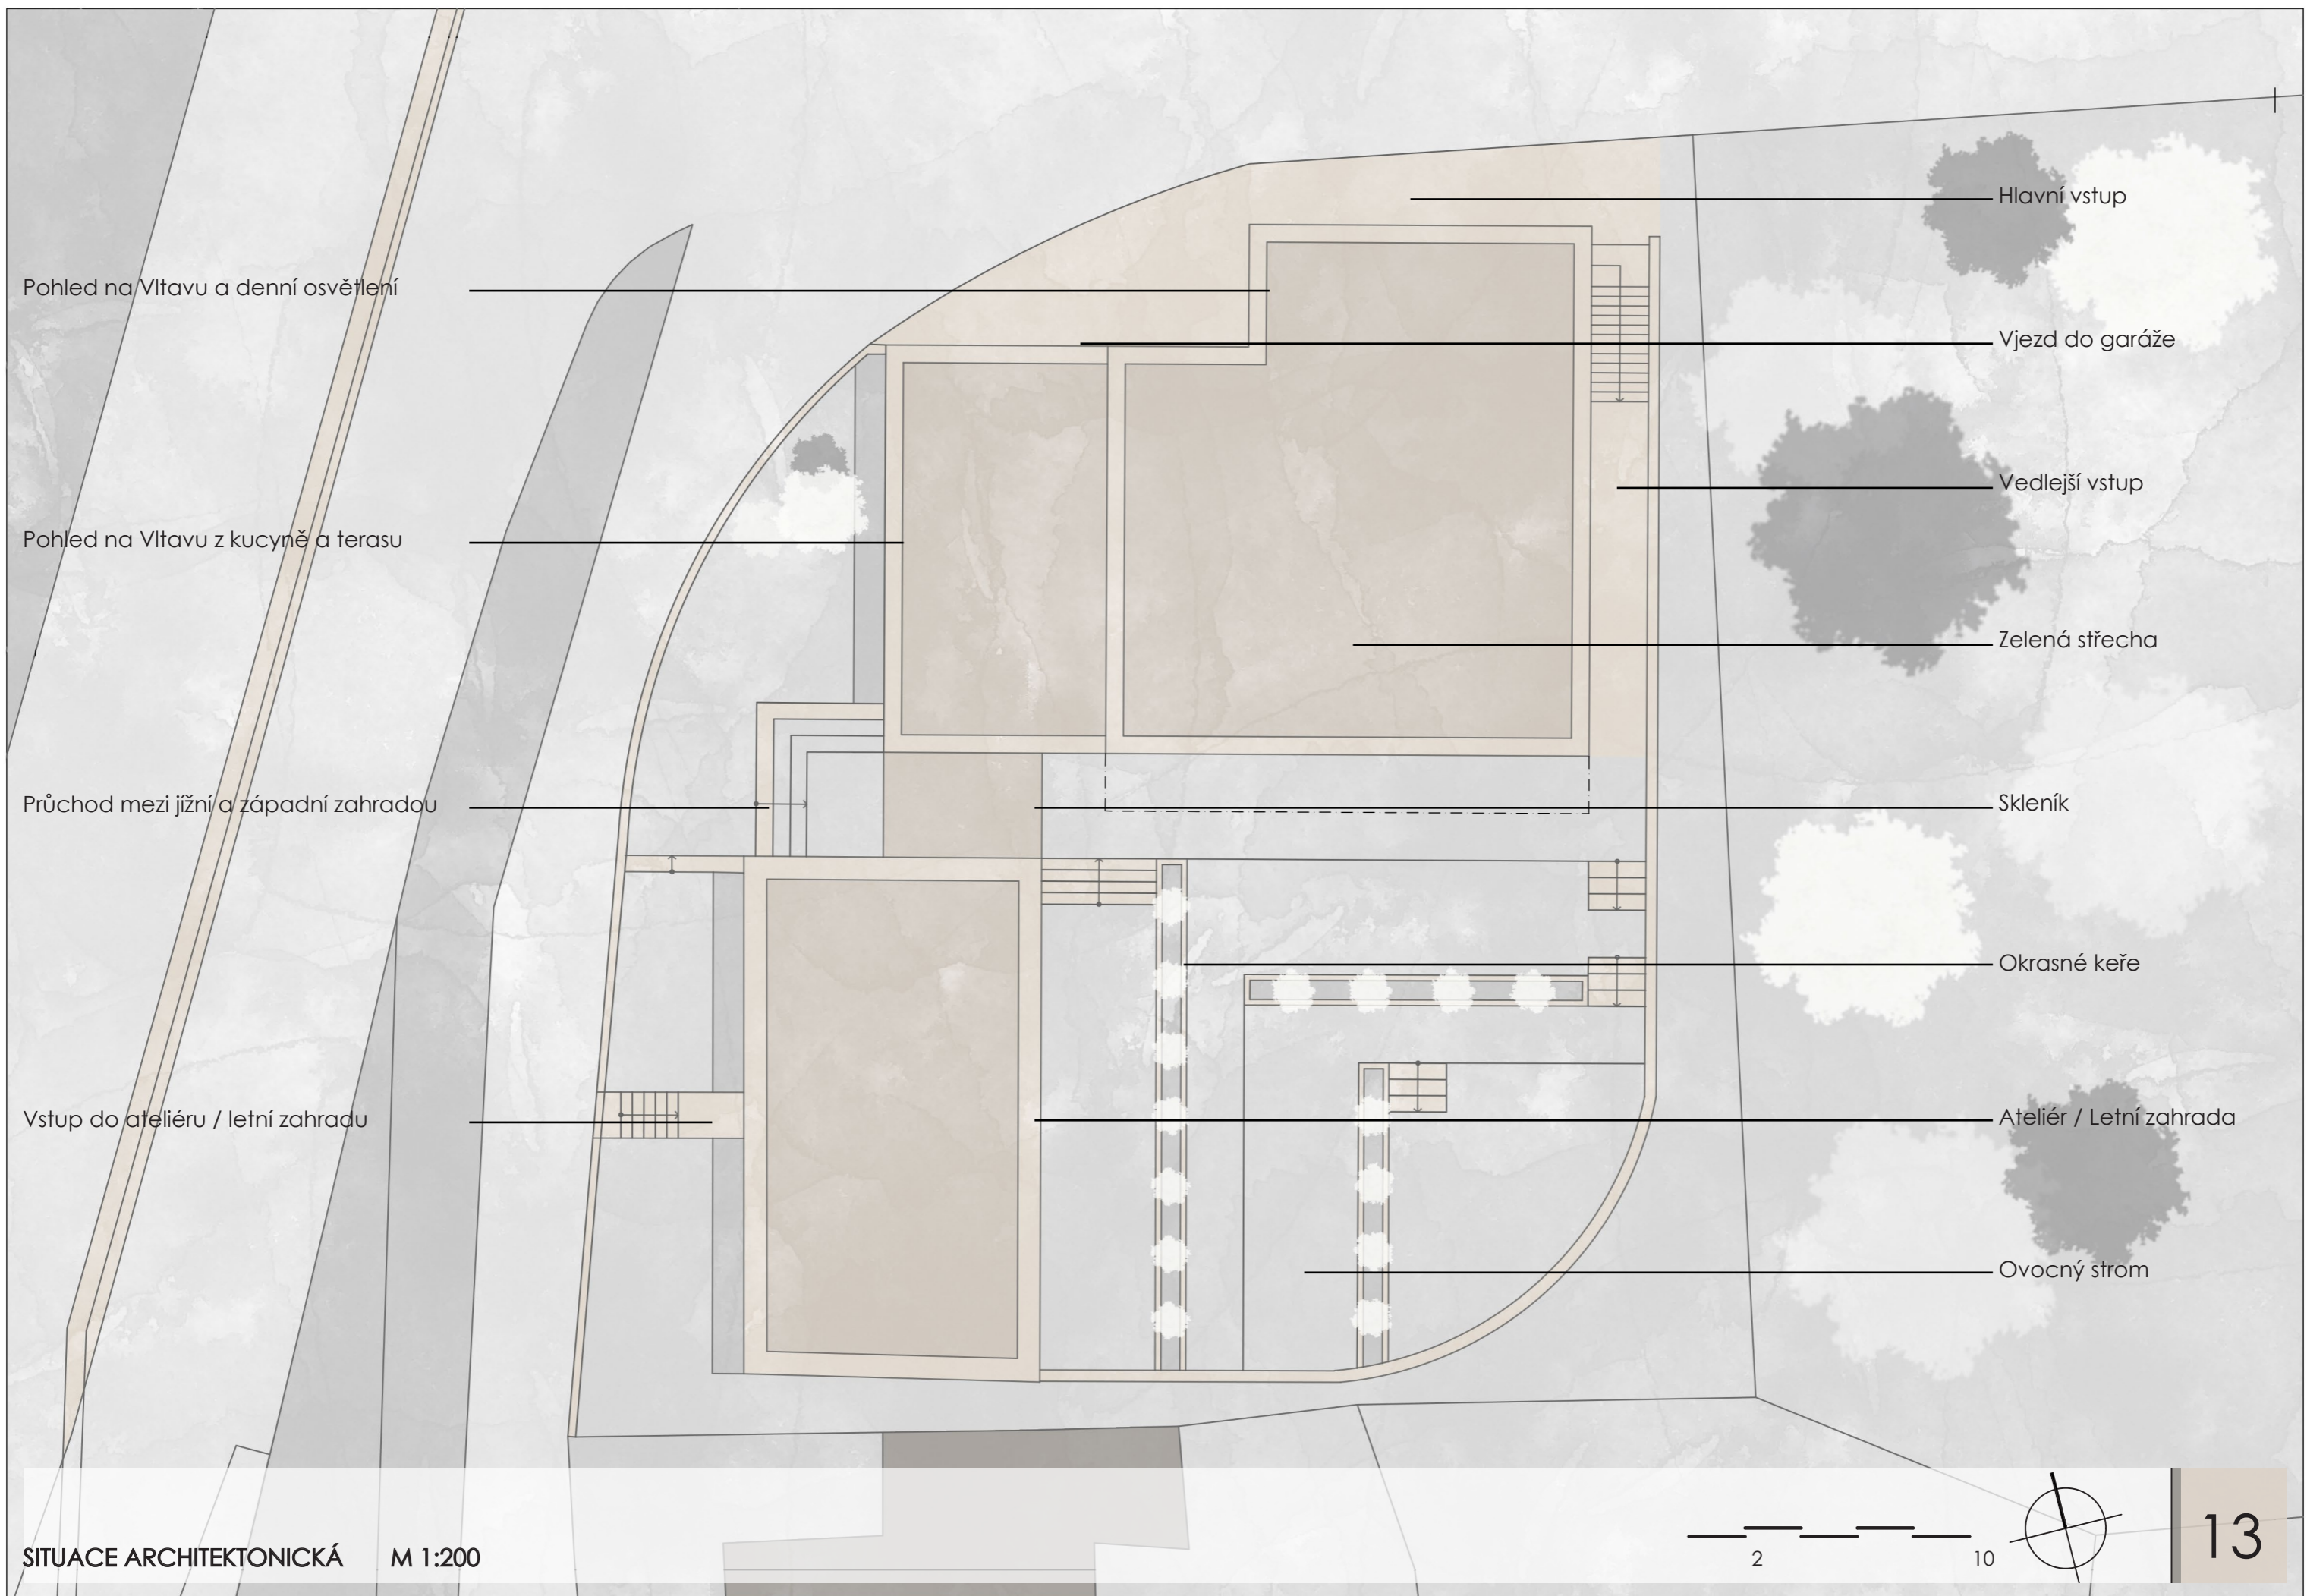 Hlavní vstup
Pohled na Vltavu a denní osvětlení
Vjezd do garáže
Vedlejší vstup
Pohled na Vltavu z kucyně a terasu
Zelená střecha
Průchod mezi jížní a západní zahradou
Skleník
Okrasné keře
Vstup do ateliéru / letní zahradu
Ateliér / Letní zahrada
Ovocný strom
SITUACE ARCHITEKTONICKÁ M 1:200
2 10
13